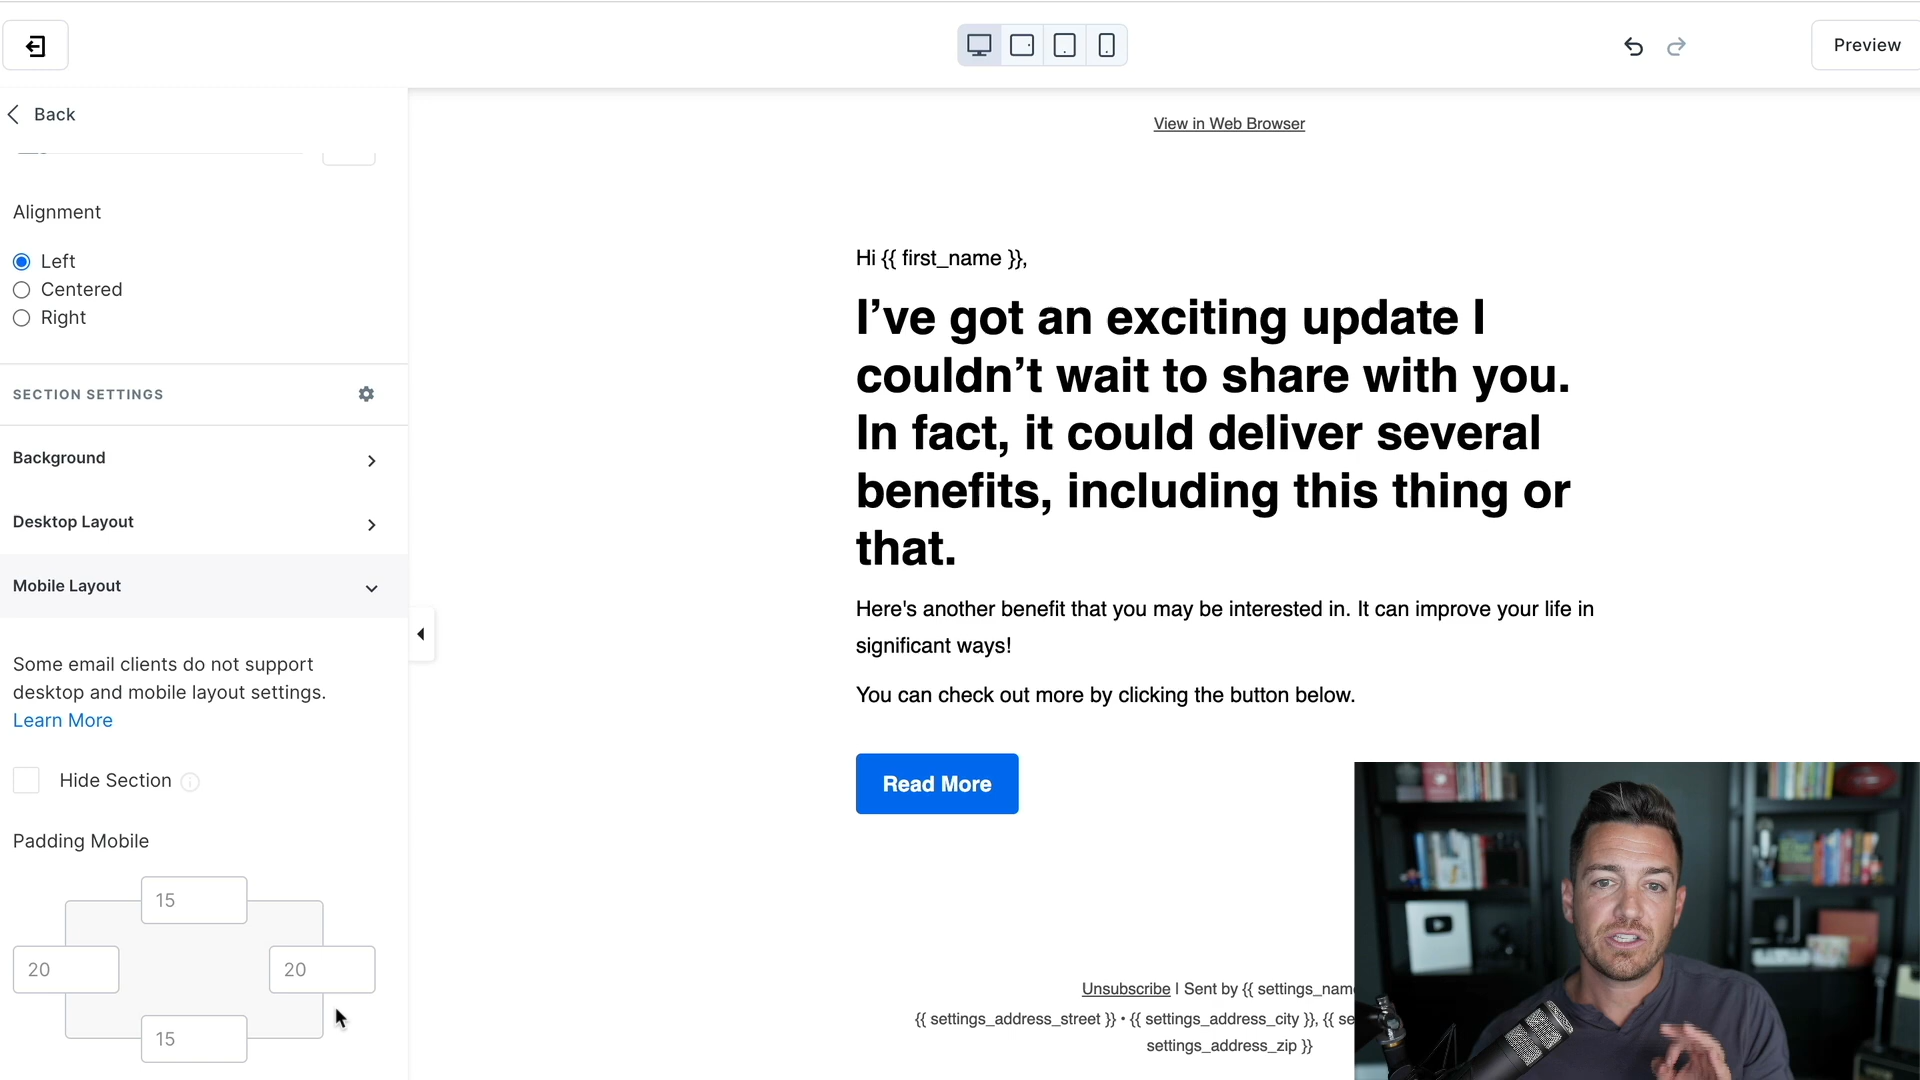 Preview
Back
View in Web Browser
Alignment
Left
Centered
Right
SECTION SETTINGS
Background
Desktop Layout
Mobile Layout
Some email clients do not support
desktop and mobile layout settings.
Learn More
Hide Section
Padding Mobile
15
20
20
15
Hi {{ first_name }},
I’ve got an exciting update I
couldn’t wait to share with you.
In fact, it could deliver several
benefits, including this thing or
that.
Here's another benefit that you may be interested in. It can improve your life in
significant ways!
You can check out more by clicking the button below.
Read More
Unsubscribe | Sent by {{ settings_name
{{ settings_address_street }} • {{ settings_address_city }}, {{ se
settings_address_zip }}